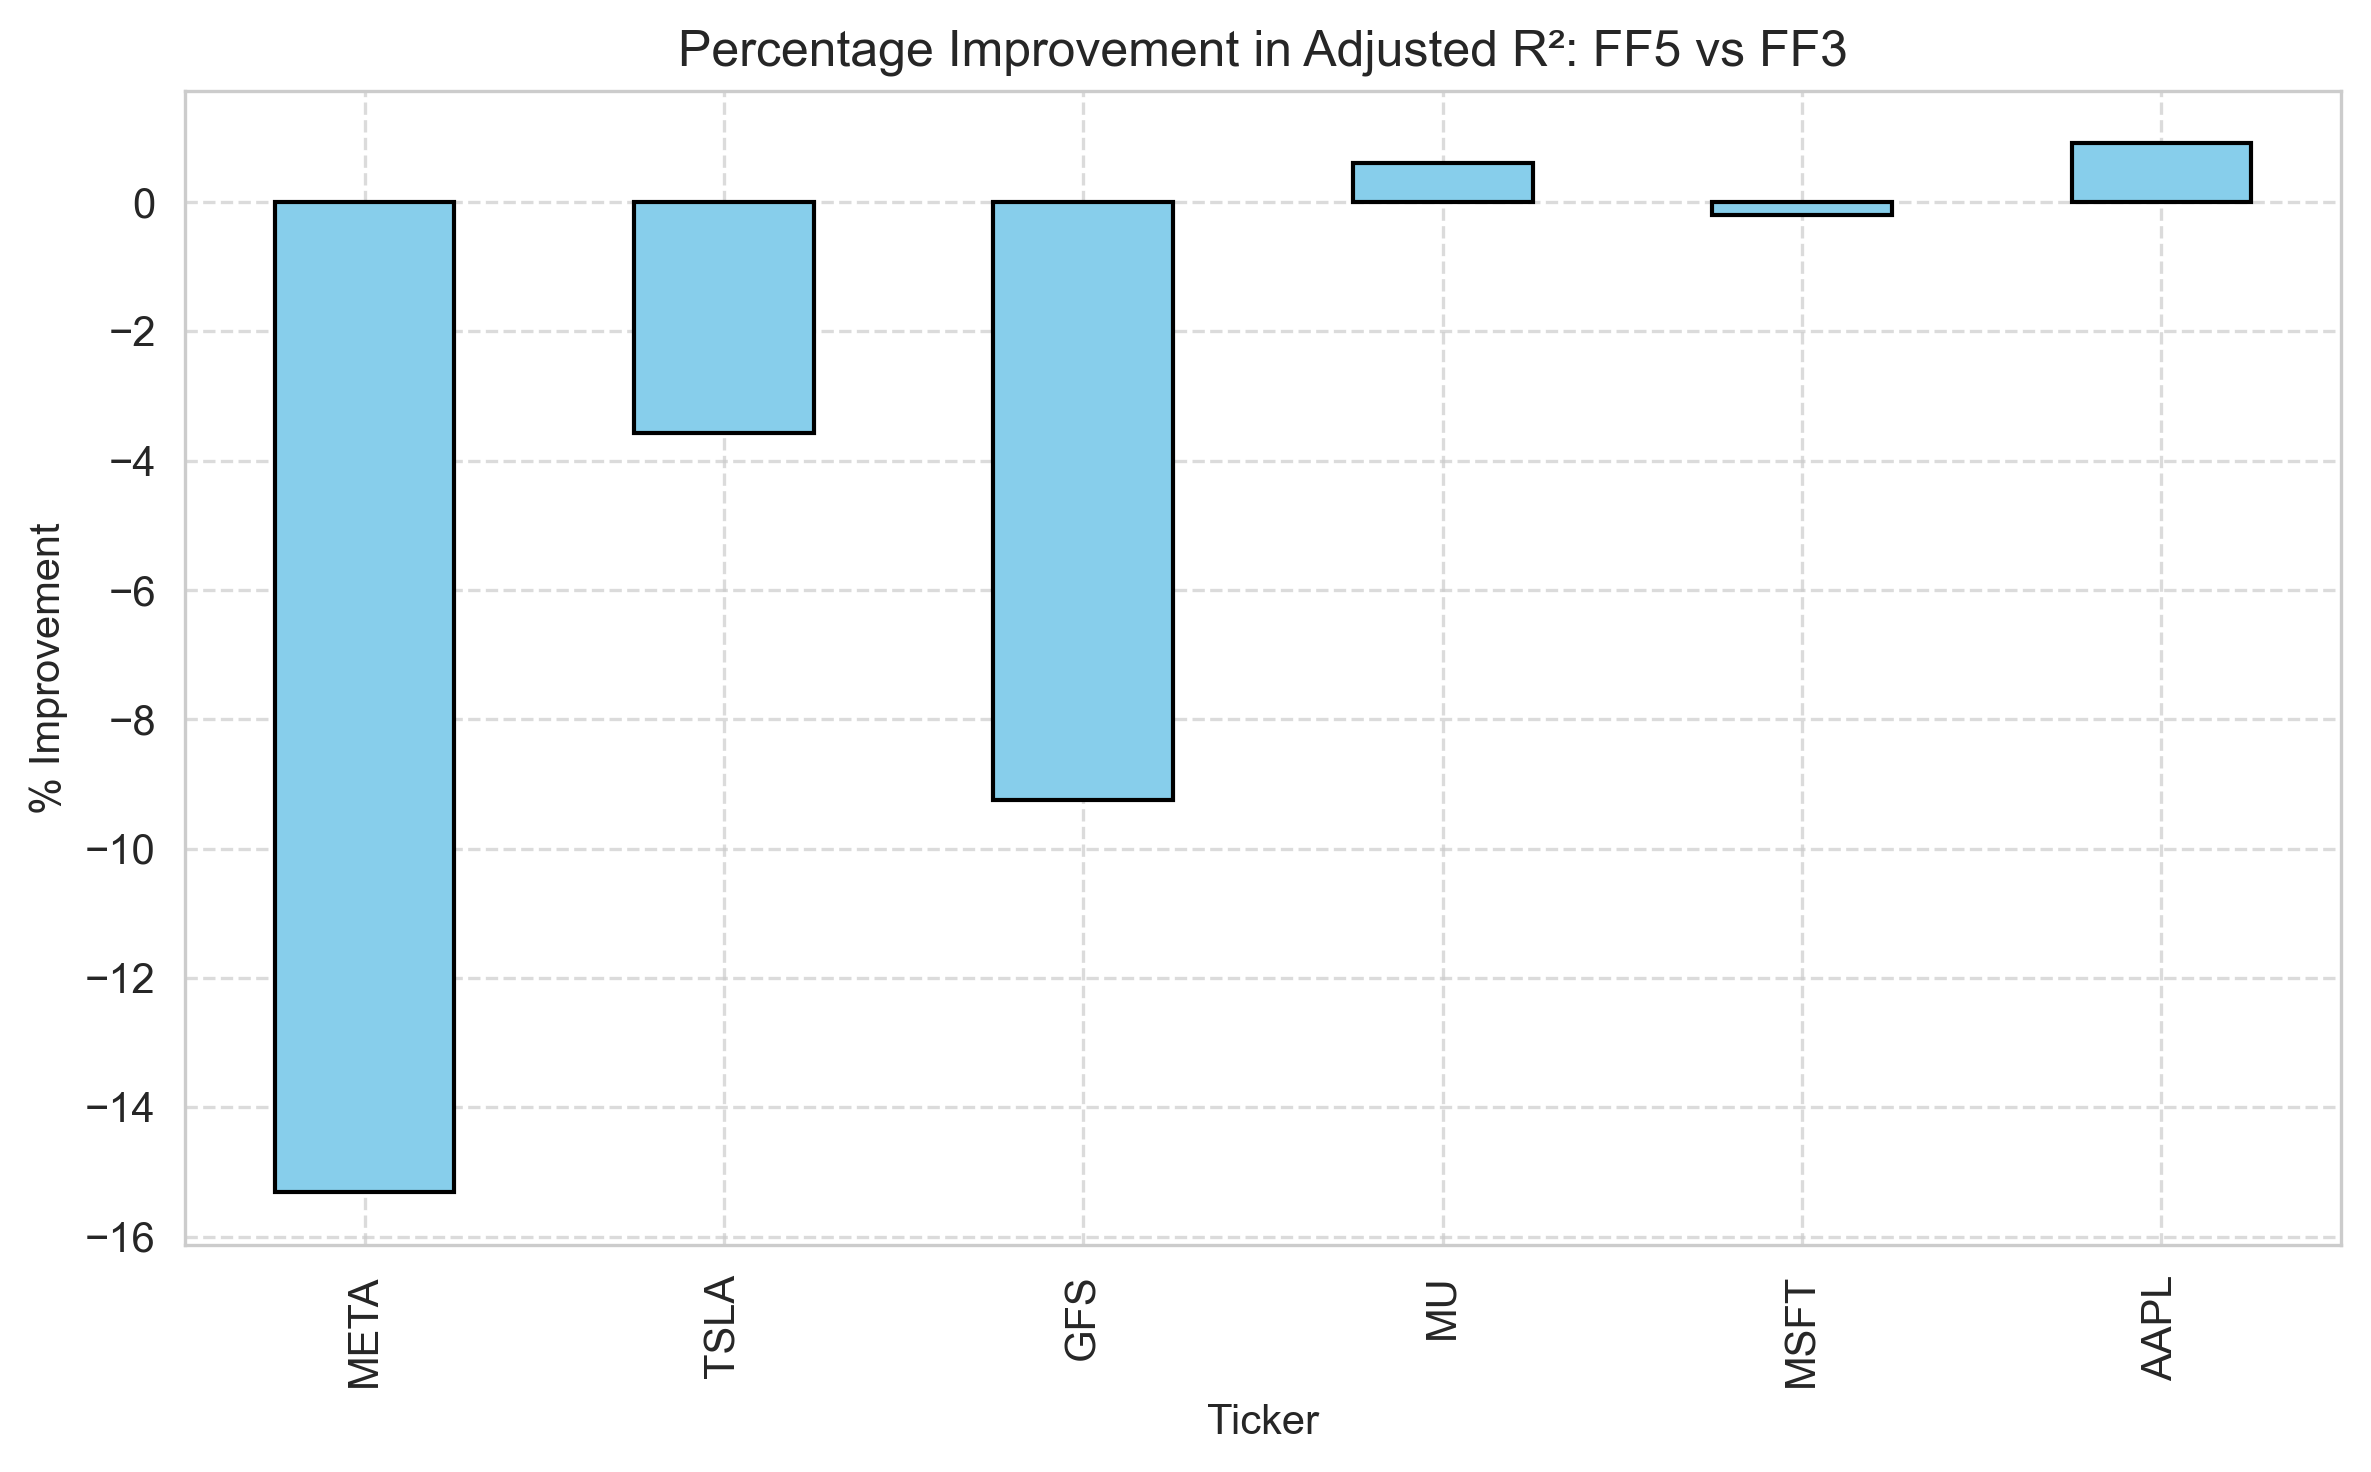 Percentage Improvement in Adjusted R²: FF5 vs FF3
% Improvement
0
−2
−4
−6
−8
−10
−12
−14
−16
META
TSLA
GFS
MU
MSFT
AAPL
Ticker